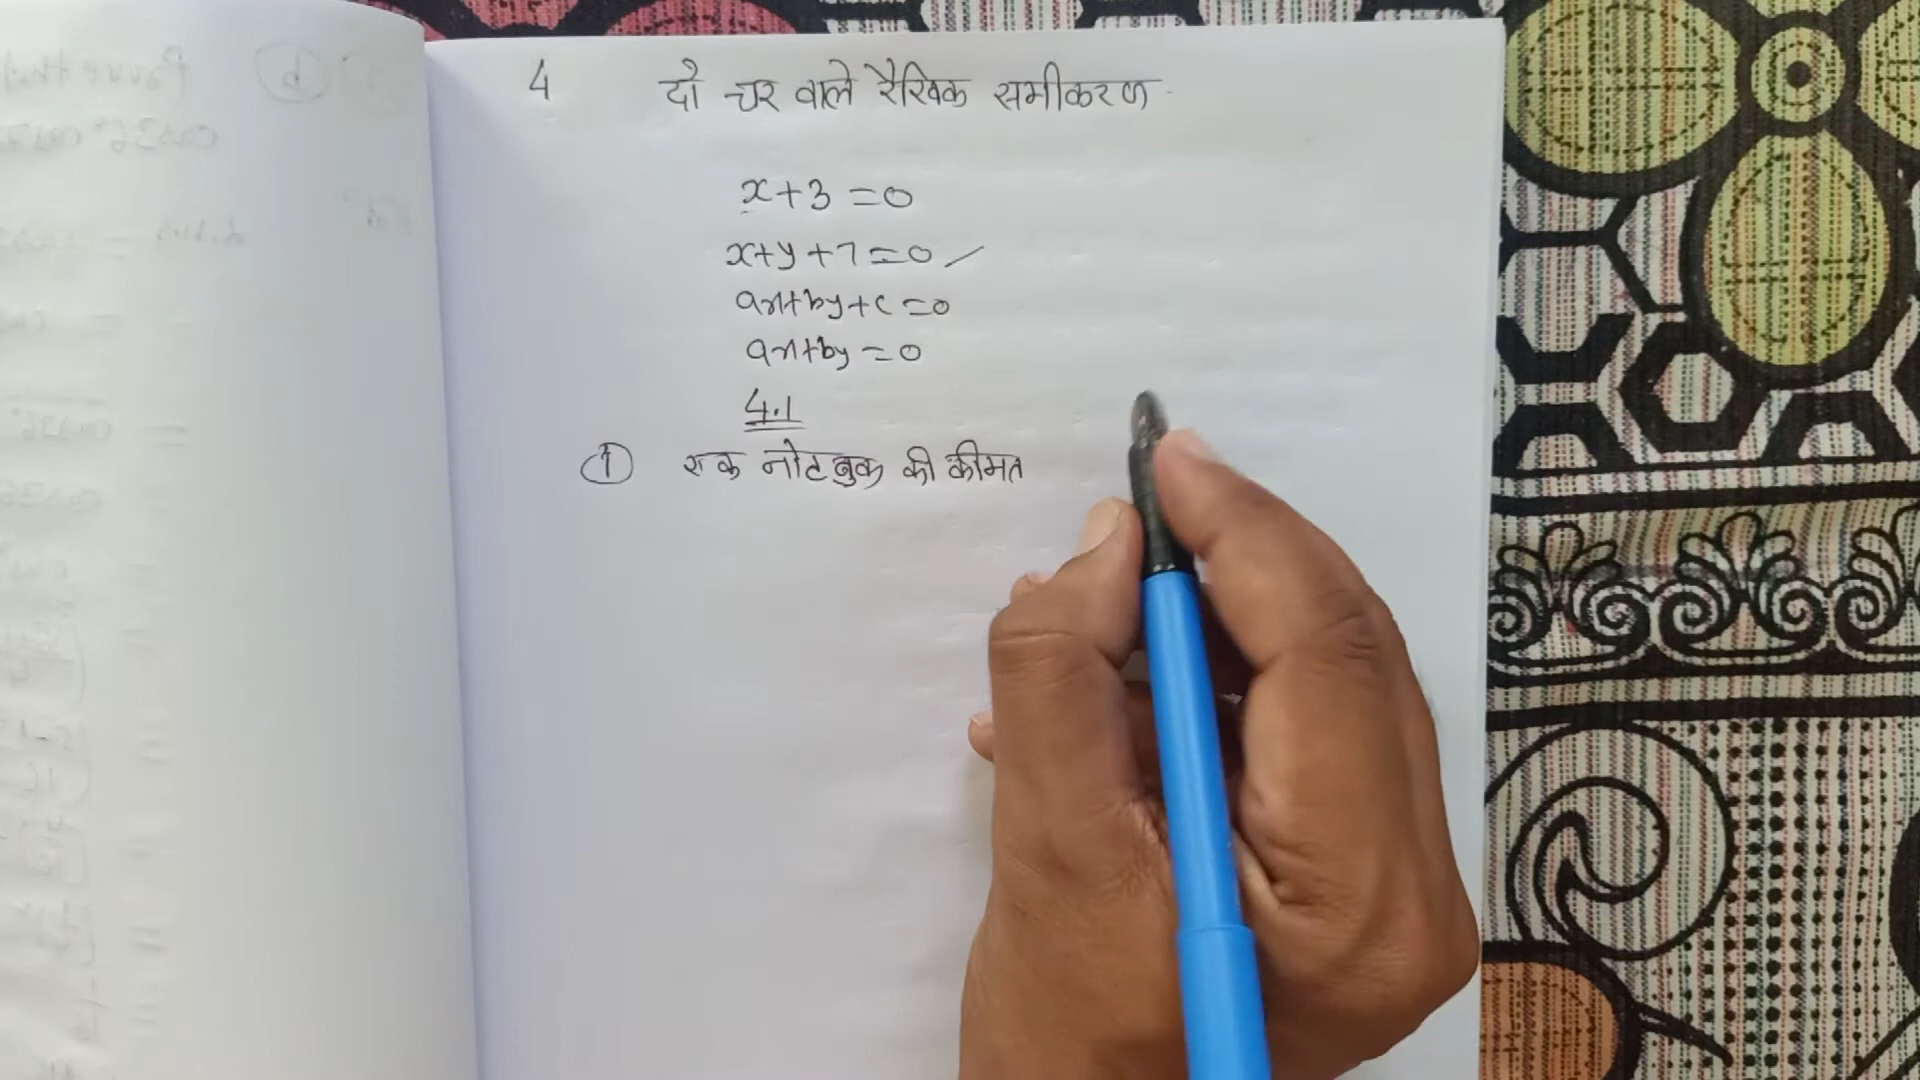 4 दो चर वाले रैखिक समीकरण
x+3=0
x+y+7=0
ax+by+c=0
ax+by=0
4.1
① एक नोटबुक की कीमत